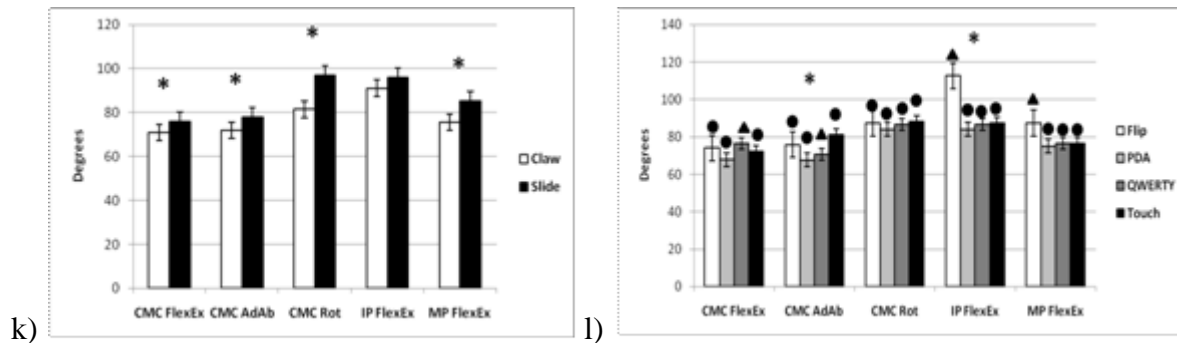 120
100
80
60
40
20
0
Degrees
*
*
*
*
CMC FlexEx CMC AdAb CMC Rot IP FlexEx MP FlexEx
Claw
Slide
k)
140
120
100
80
60
40
20
0
Degrees
*
*
CMC FlexEx CMC AdAb CMC Rot IP FlexEx MP FlexEx
Flip
PDA
QWERTY
Touch
l)